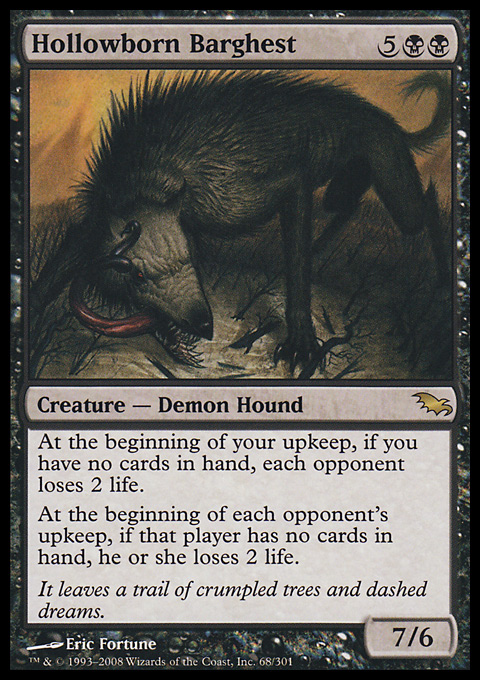 Hollowborn Barghest 5
Creature — Demon Hound
At the beginning of your upkeep, if you
have no cards in hand, each opponent
loses 2 life.
At the beginning of each opponent's
upkeep, if that player has no cards in
hand, he or she loses 2 life.
It leaves a trail of crumpled trees and dashed
dreams.
Eric Fortune
7/6
™ & © 1993–2008 Wizards of the Coast, Inc. 68/301